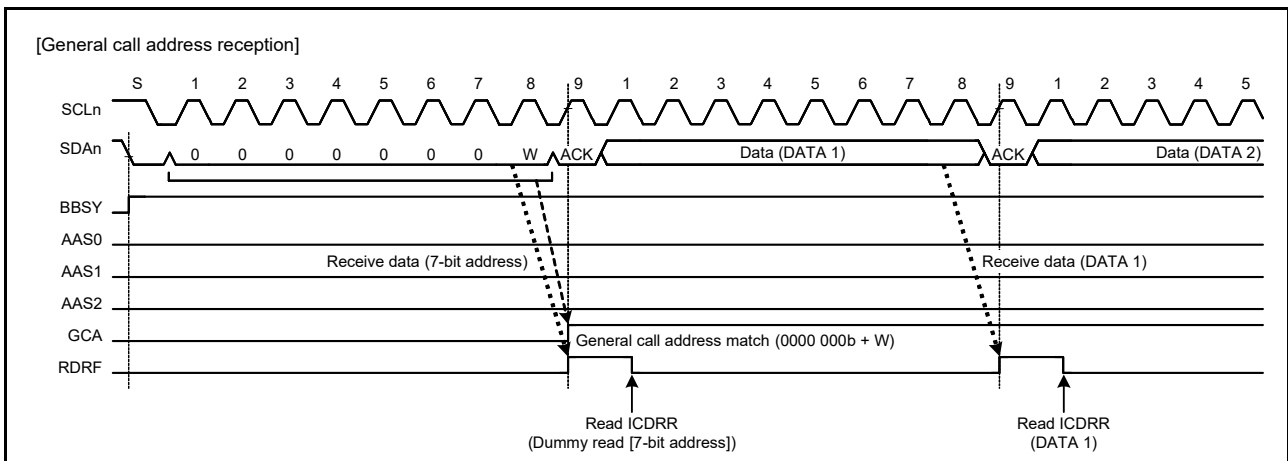 [General call address reception]
S 1 2 3 4 5 6 7 8 9 1 2 3 4 5 6 7 8 9 1 2 3 4 5
SCLn
SDAn 0 0 0 0 0 0 0 W ACK Data (DATA 1) ACK Data (DATA 2)
BBSY
AAS0
Receive data (7-bit address) Receive data (DATA 1)
AAS1
AAS2
GCA
General call address match (0000 000b + W)
RDRF
Read ICDRR Read ICDRR
(Dummy read [7-bit address]) (DATA 1)